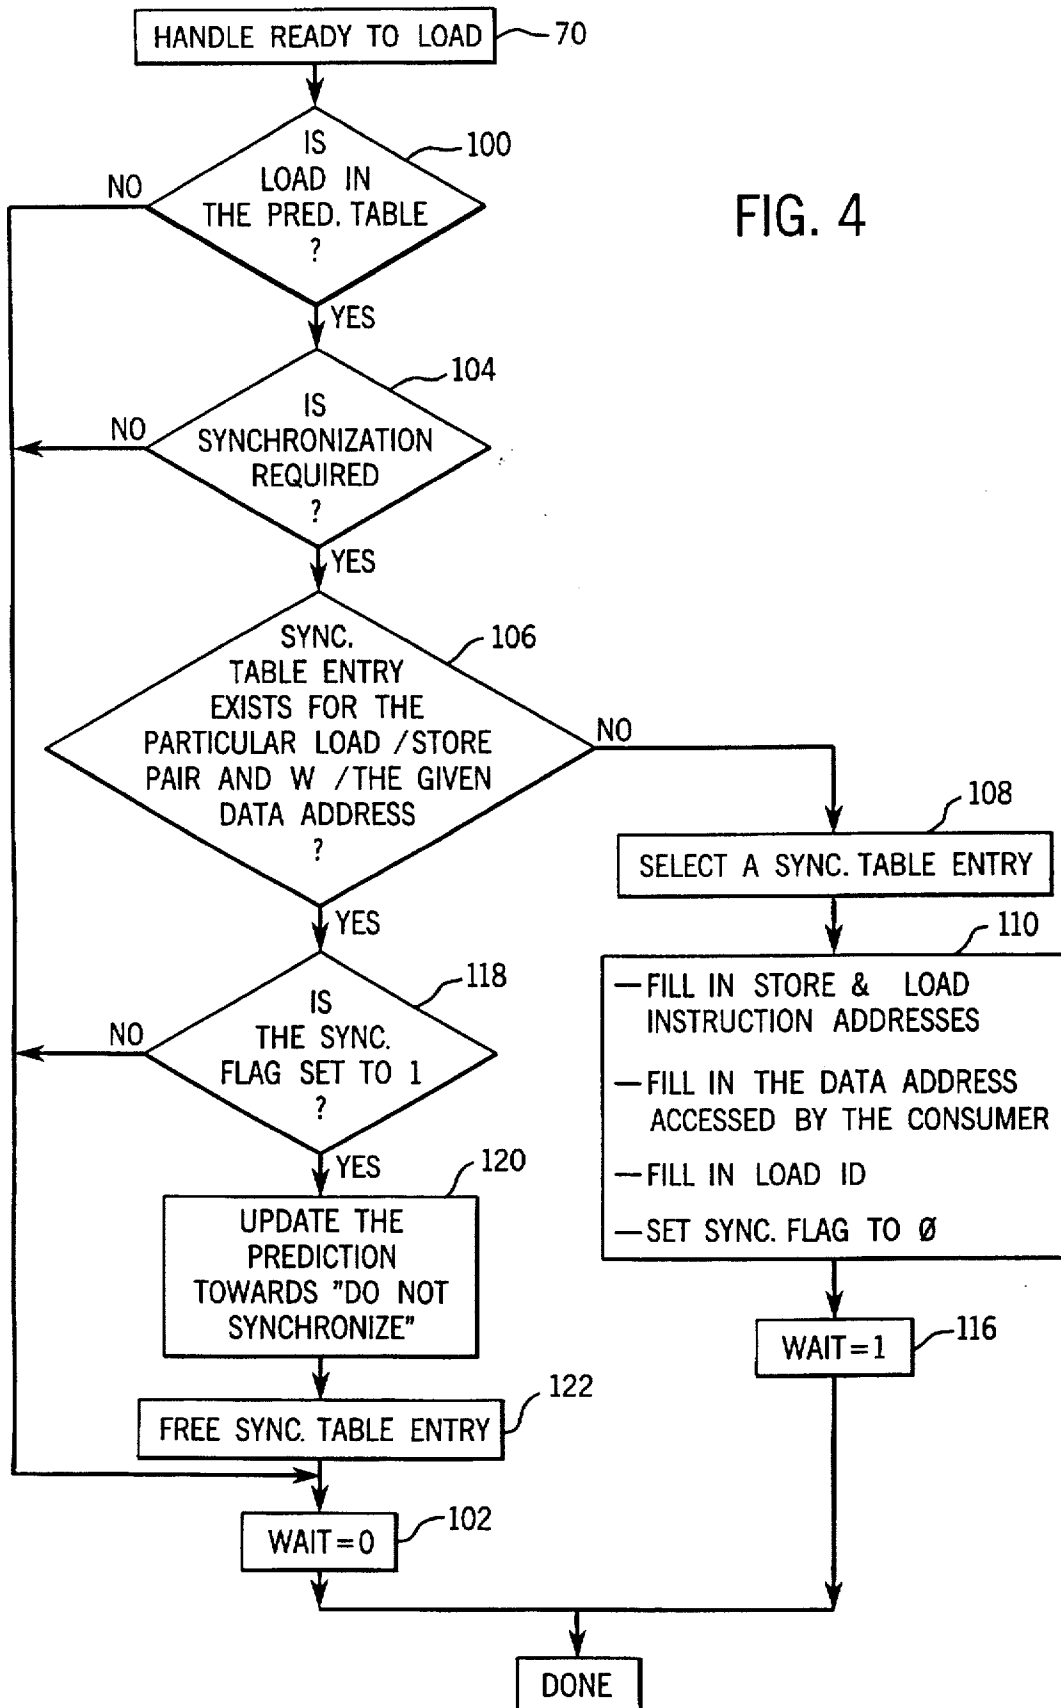 HANDLE READY TO LOAD
70
IS
LOAD IN
THE PRED. TABLE
?
100
NO
YES
FIG. 4
IS
SYNCHRONIZATION
REQUIRED
?
104
NO
YES
SYNC.
TABLE ENTRY
EXISTS FOR THE
PARTICULAR LOAD / STORE
PAIR AND W / THE GIVEN
DATA ADDRESS
?
106
NO
YES
108
SELECT A SYNC. TABLE ENTRY
110
— FILL IN STORE & LOAD
INSTRUCTION ADDRESSES
— FILL IN THE DATA ADDRESS
ACCESSED BY THE CONSUMER
— FILL IN LOAD ID
— SET SYNC. FLAG TO Ø
WAIT = 1
116
IS
THE SYNC.
FLAG SET TO 1
?
118
NO
YES
120
UPDATE THE
PREDICTION
TOWARDS "DO NOT
SYNCHRONIZE"
122
FREE SYNC. TABLE ENTRY
WAIT = 0
102
DONE